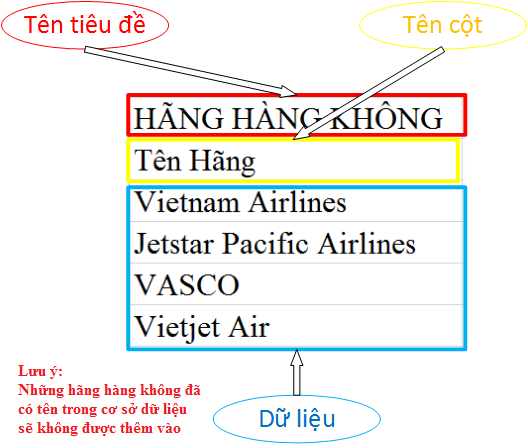 Tên tiêu đề
Tên cột
HÃNG HÀNG KHÔNG
Tên Hãng
Vietnam Airlines
Jetstar Pacific Airlines
VASCO
Vietjet Air
Lưu ý:
Những hãng hàng không đã
có tên trong cơ sở dữ liệu
sẽ không được thêm vào
Dữ liệu